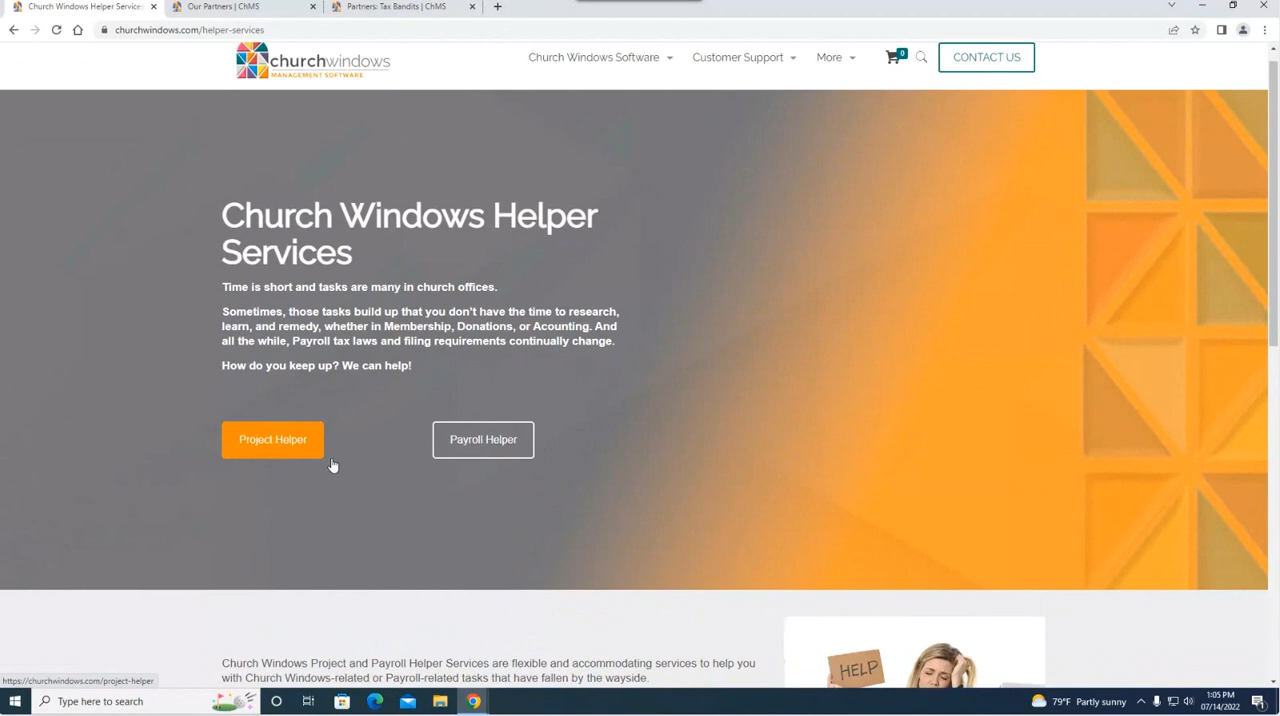 Church Windows Helper Services
Our Partners | ChMS
Partners: Tax Bandits | ChMS
churchwindows.com/helper-services
churchwindows
MANAGEMENT SOFTWARE
Church Windows Software
Customer Support
More
0
CONTACT US
Church Windows Helper
Services
Time is short and tasks are many in church offices.
Sometimes, those tasks build up that you don't have the time to research,
learn, and remedy, whether in Membership, Donations, or Acounting. And
all the while, Payroll tax laws and filing requirements continually change.
How do you keep up? We can help!
Project Helper
Payroll Helper
Church Windows Project and Payroll Helper Services are flexible and accommodating services to help you
with Church Windows-related or Payroll-related tasks that have fallen by the wayside.
HELP
https://churchwindows.com/project-helper
Type here to search
79°F Partly sunny
1:05 PM
07/14/2022
1